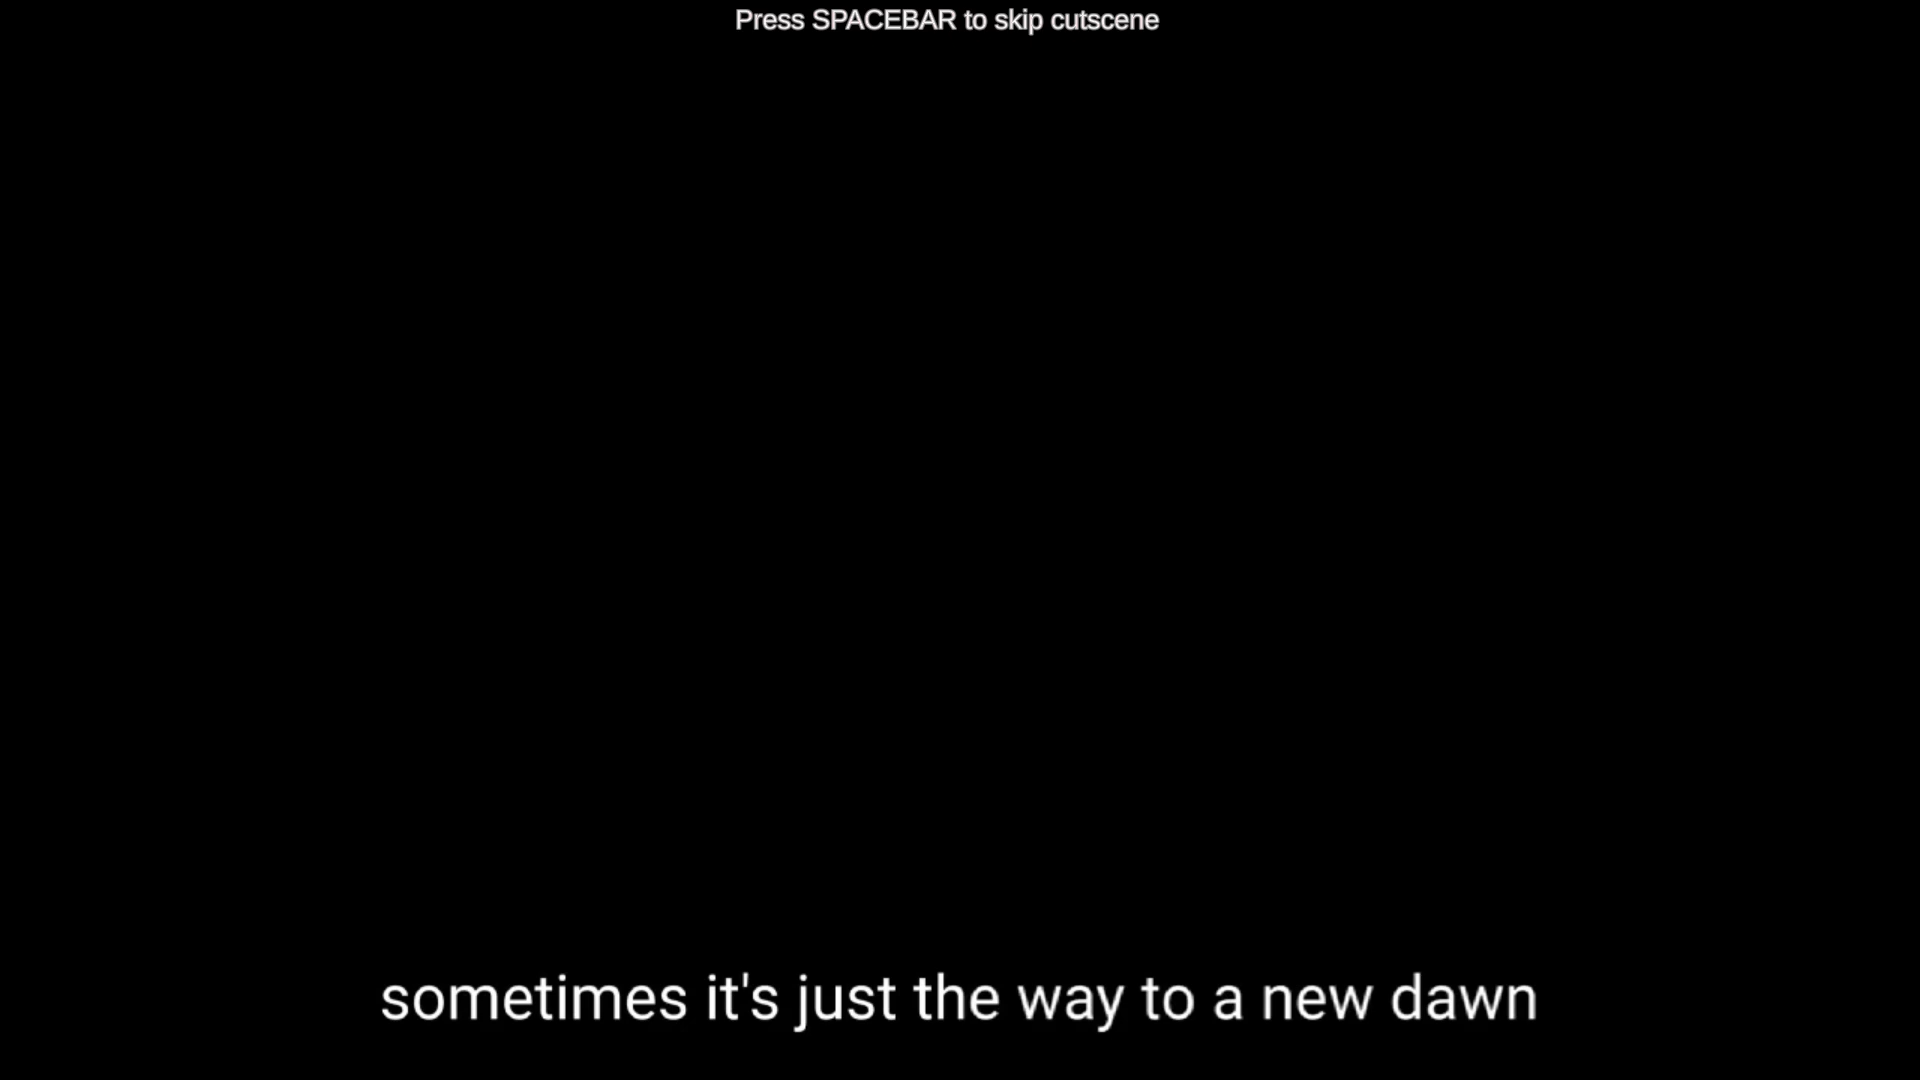 Press SPACEBAR to skip cutscene
sometimes it's just the way to a new dawn